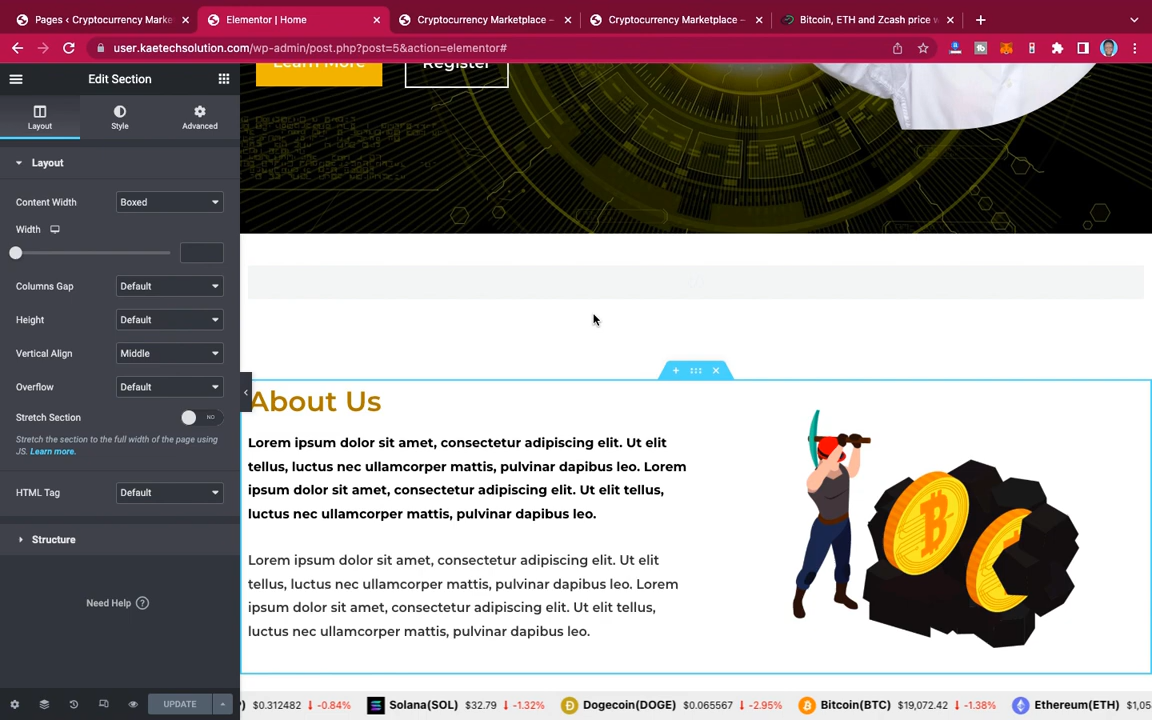 Pages < Cryptocurrency Marke
Elementor | Home
Cryptocurrency Marketplace –
Cryptocurrency Marketplace –
Bitcoin, ETH and Zcash price w
user.kaetechsolution.com/wp-admin/post.php?post=5&action=elementor#
Edit Section
Layout
Style
Advanced
Layout
Content Width
Boxed
Width
Columns Gap
Default
Height
Default
Vertical Align
Middle
Overflow
Default
Stretch Section
NO
Stretch the section to the full width of the page using
JS. Learn more.
HTML Tag
Default
Structure
Need Help
UPDATE
Learn More
Register
About Us
Lorem ipsum dolor sit amet, consectetur adipiscing elit. Ut elit
tellus, luctus nec ullamcorper mattis, pulvinar dapibus leo. Lorem
ipsum dolor sit amet, consectetur adipiscing elit. Ut elit tellus,
luctus nec ullamcorper mattis, pulvinar dapibus leo.
Lorem ipsum dolor sit amet, consectetur adipiscing elit. Ut elit
tellus, luctus nec ullamcorper mattis, pulvinar dapibus leo. Lorem
ipsum dolor sit amet, consectetur adipiscing elit. Ut elit tellus,
luctus nec ullamcorper mattis, pulvinar dapibus leo.
) $0.312482 ↓ -0.84% Solana(SOL) $32.79 ↓ -1.32% Dogecoin(DOGE) $0.065567 ↓ -2.95% Bitcoin(BTC) $19,072.42 ↓ -1.38% Ethereum(ETH) $1,05